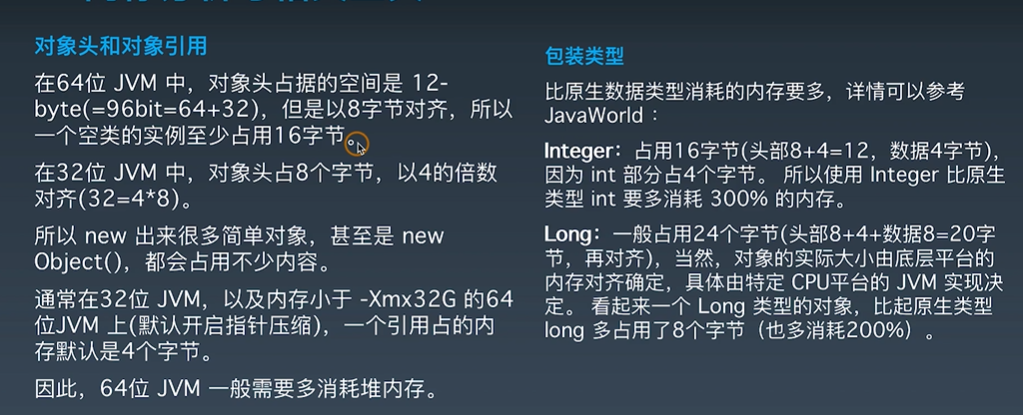 对象头和对象引用
在64位 JVM 中，对象头占据的空间是 12-
byte(=96bit=64+32)，但是以8字节对齐，所以
一个空类的实例至少占用16字节。
在32位 JVM 中，对象头占8个字节，以4的倍数
对齐(32=4*8)。
所以 new 出来很多简单对象，甚至是 new
Object()，都会占用不少内容。
通常在32位 JVM，以及内存小于 -Xmx32G 的64
位JVM 上(默认开启指针压缩)，一个引用占的内
存默认是4个字节。
因此，64位 JVM 一般需要多消耗堆内存。
包装类型
比原生数据类型消耗的内存要多，详情可以参考
JavaWorld：
Integer：占用16字节(头部8+4=12，数据4字节)，
因为 int 部分占4个字节。 所以使用 Integer 比原生
类型 int 要多消耗 300% 的内存。
Long：一般占用24个字节(头部8+4+数据8=20字
节，再对齐)，当然，对象的实际大小由底层平台的
内存对齐确定，具体由特定 CPU平台的 JVM 实现决
定。 看起来一个 Long 类型的对象，比起原生类型
long 多占用了8个字节（也多消耗200%）。